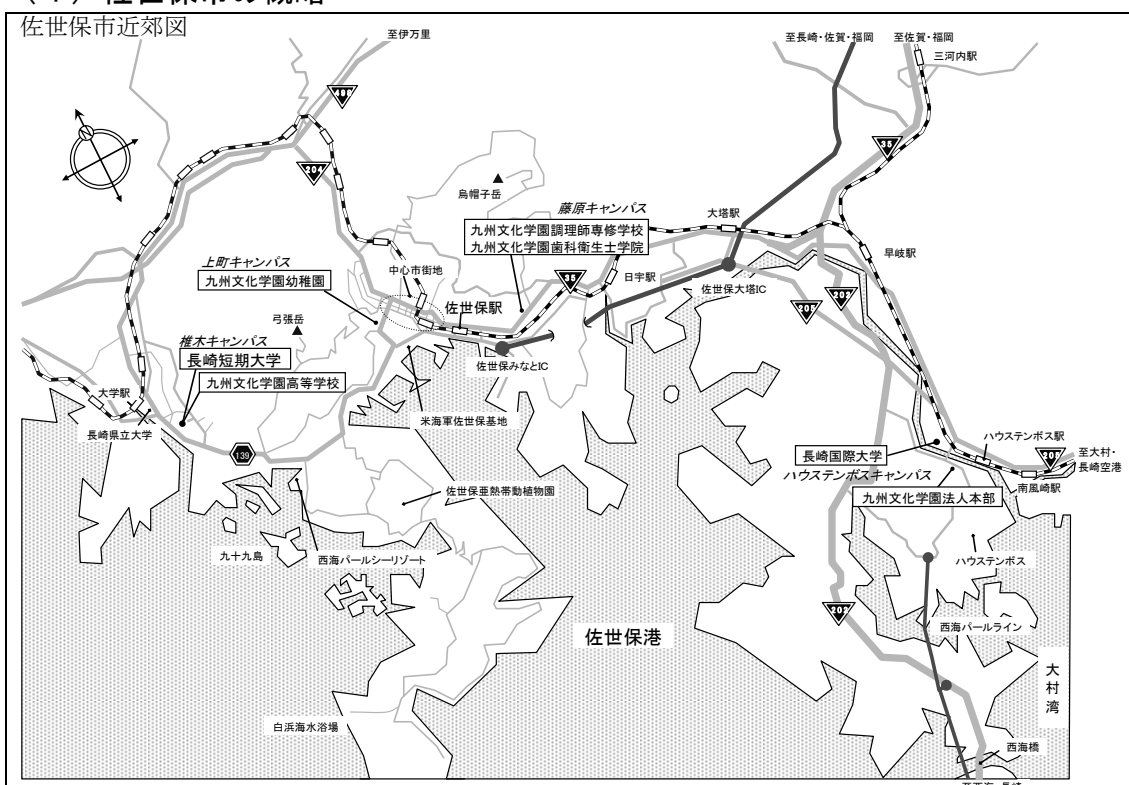 佐世保市近郊図
至伊万里
至長崎・佐賀・福岡
至佐賀・福岡
三河内駅
N
35
204
烏帽子岳
藤原キャンパス
九州文化学園調理師専修学校
九州文化学園歯科衛生士学院
大塔駅
早岐駅
上町キャンパス
九州文化学園幼稚園
中心市街地
35
日宇駅
佐世保大塔IC
佐世保駅
弓張岳
佐世保みなとIC
椎木キャンパス
長崎短期大学
九州文化学園高等学校
大学駅
長崎県立大学
米海軍佐世保基地
139
長崎国際大学
ハウステンボスキャンパス
九州文化学園法人本部
ハウステンボス駅
至大村・
長崎空港
南風崎駅
佐世保亜熱帯動植物園
九十九島
西海パールシーリゾート
ハウステンボス
202
西海パールライン
佐世保港
大村湾
白浜海水浴場
西海橋